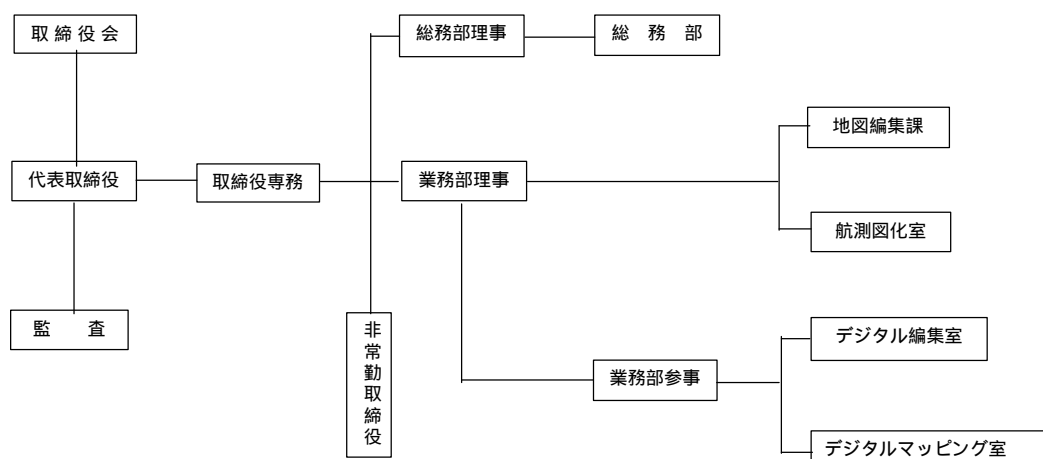 取 締 役 会
総務部理事
総 務 部
地図編集課
代表取締役
取締役専務
業務部理事
航測図化室
監 査
非常勤取締役
デジタル編集室
業務部参事
デジタルマッピング室